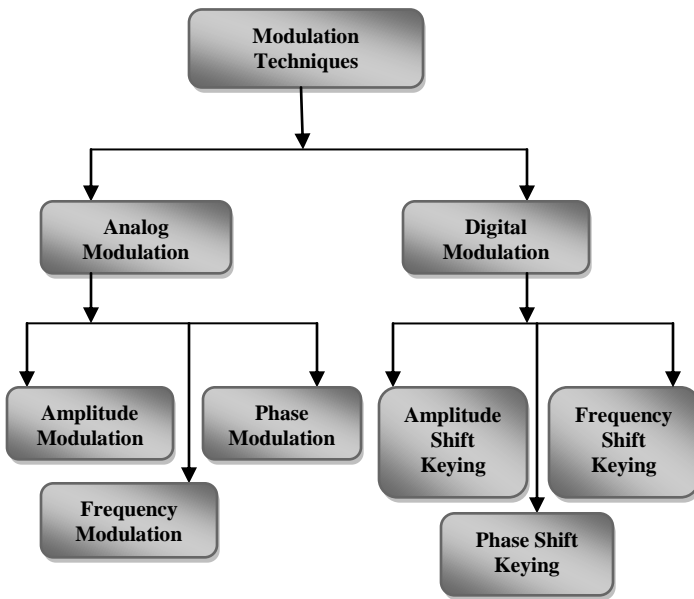 Modulation
Techniques
Analog
Modulation
Digital
Modulation
Amplitude
Modulation
Phase
Modulation
Amplitude
Shift
Keying
Frequency
Shift
Keying
Frequency
Modulation
Phase Shift
Keying